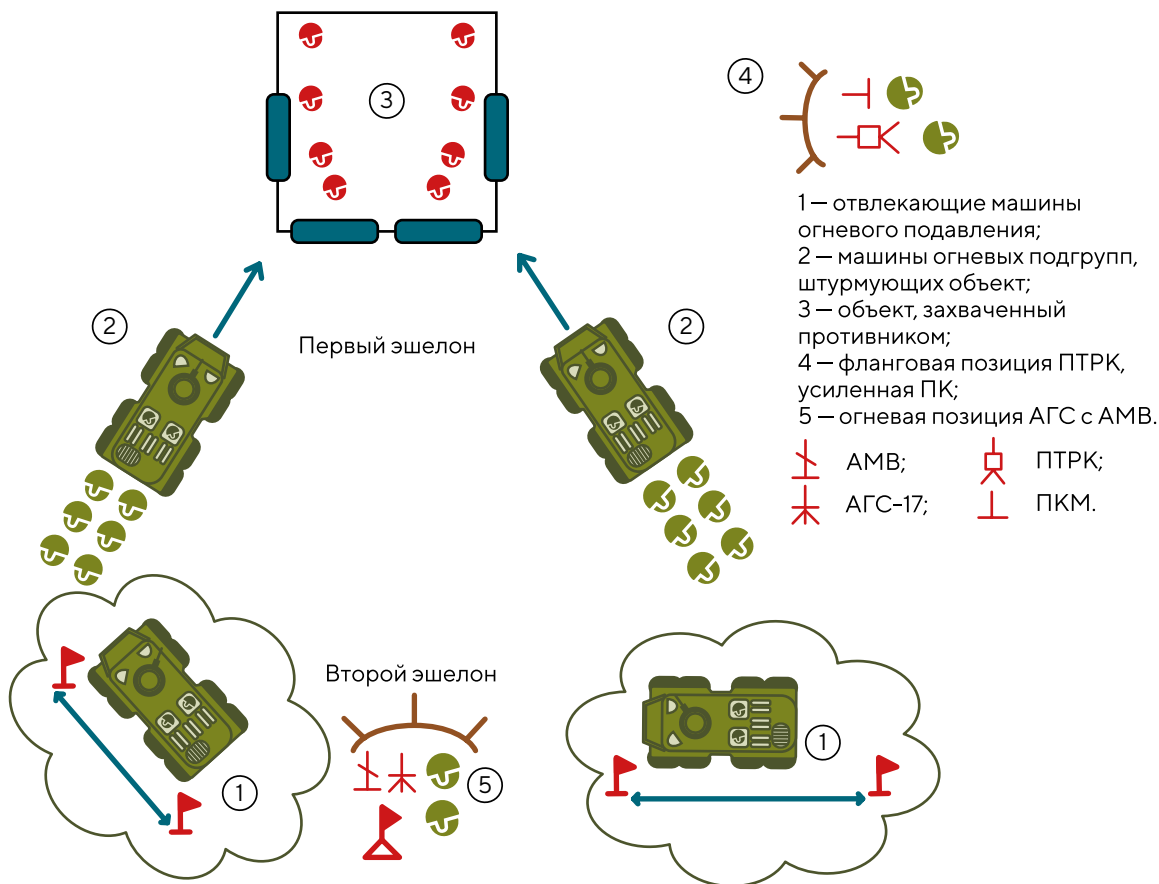 3
4
1 — отвлекающие машины
огневого подавления;
2 — машины огневых подгрупп,
штурмующих объект;
3 — объект, захваченный
противником;
4 — фланговая позиция ПТРК,
усиленная ПК;
5 — огневая позиция АГС с АМВ.
АМВ;
ПТРК;
АГС-17;
ПКМ.
2
Первый эшелон
2
Второй эшелон
1
5
1